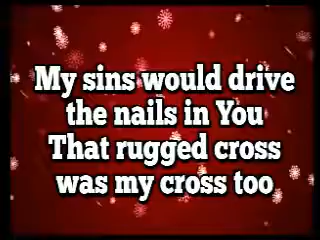 My sins would drive
the nails in You
That rugged cross
was my cross too